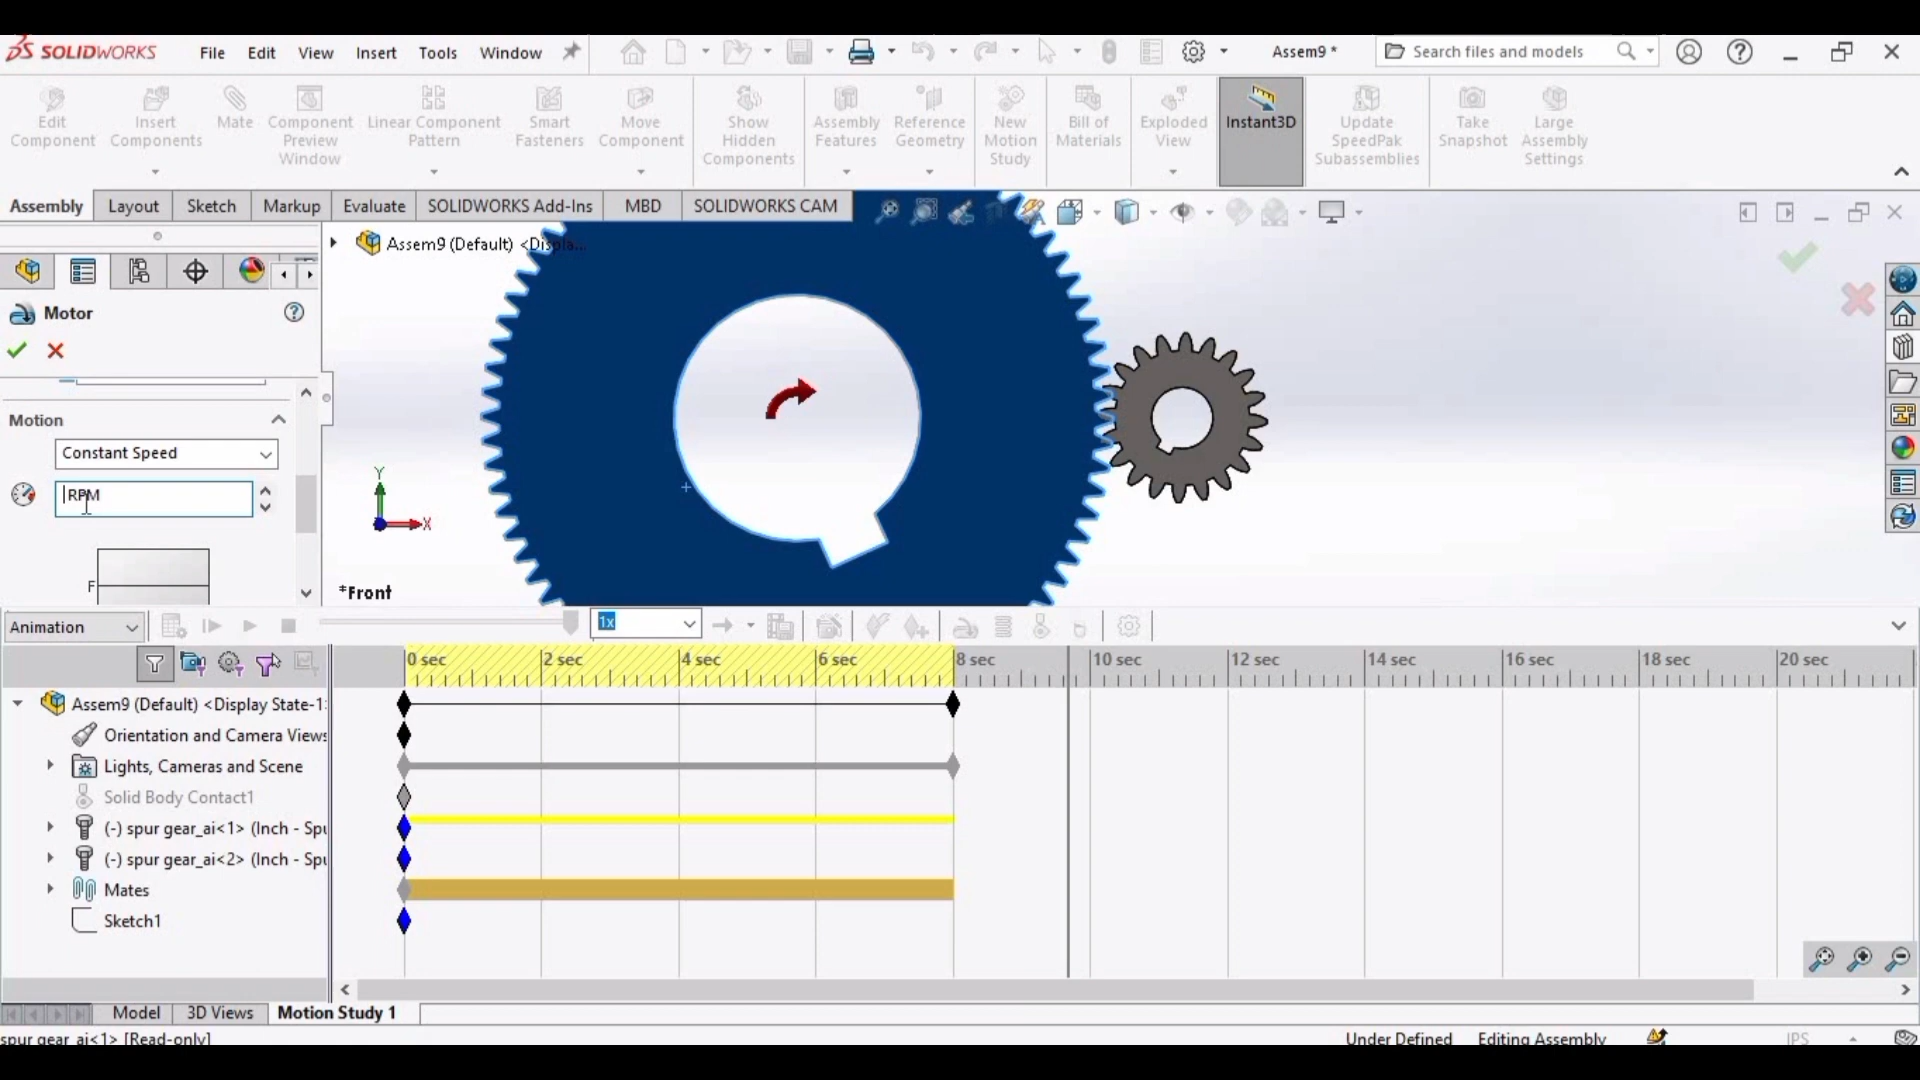 SOLIDWORKS File Edit View Insert Tools Window Assem9 * Search files and models
Edit Component
Insert Components
Mate
Component Preview Window
Linear Component Pattern
Smart Fasteners
Move Component
Show Hidden Components
Assembly Features
Reference Geometry
New Motion Study
Bill of Materials
Exploded View
Instant3D
Update SpeedPak Subassemblies
Take Snapshot
Large Assembly Settings
Assembly Layout Sketch Markup Evaluate SOLIDWORKS Add-Ins MBD SOLIDWORKS CAM
Assem9 (Default) <Displa...
Motor
Motion
Constant Speed
RPM
F
Y
X
*Front
Animation 1x
0 sec 2 sec 4 sec 6 sec 8 sec 10 sec 12 sec 14 sec 16 sec 18 sec 20 sec
Assem9 (Default) <Display State-1
Orientation and Camera Views
Lights, Cameras and Scene
Solid Body Contact1
(-) spur gear_ai<1> (Inch - Spu
(-) spur gear_ai<2> (Inch - Spu
Mates
Sketch1
Model 3D Views Motion Study 1
spur gear_ai<1> [Read-only] Under Defined Editing Assembly IPS